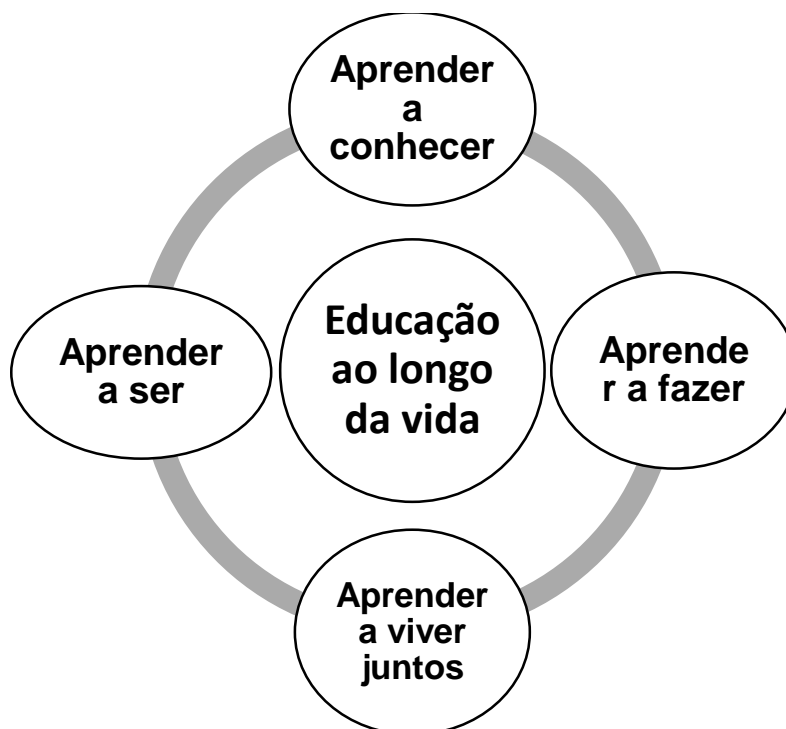 Aprender
a
conhecer
Aprender
a ser
Educação
ao longo
da vida
Aprende
r a fazer
Aprender
a viver
juntos